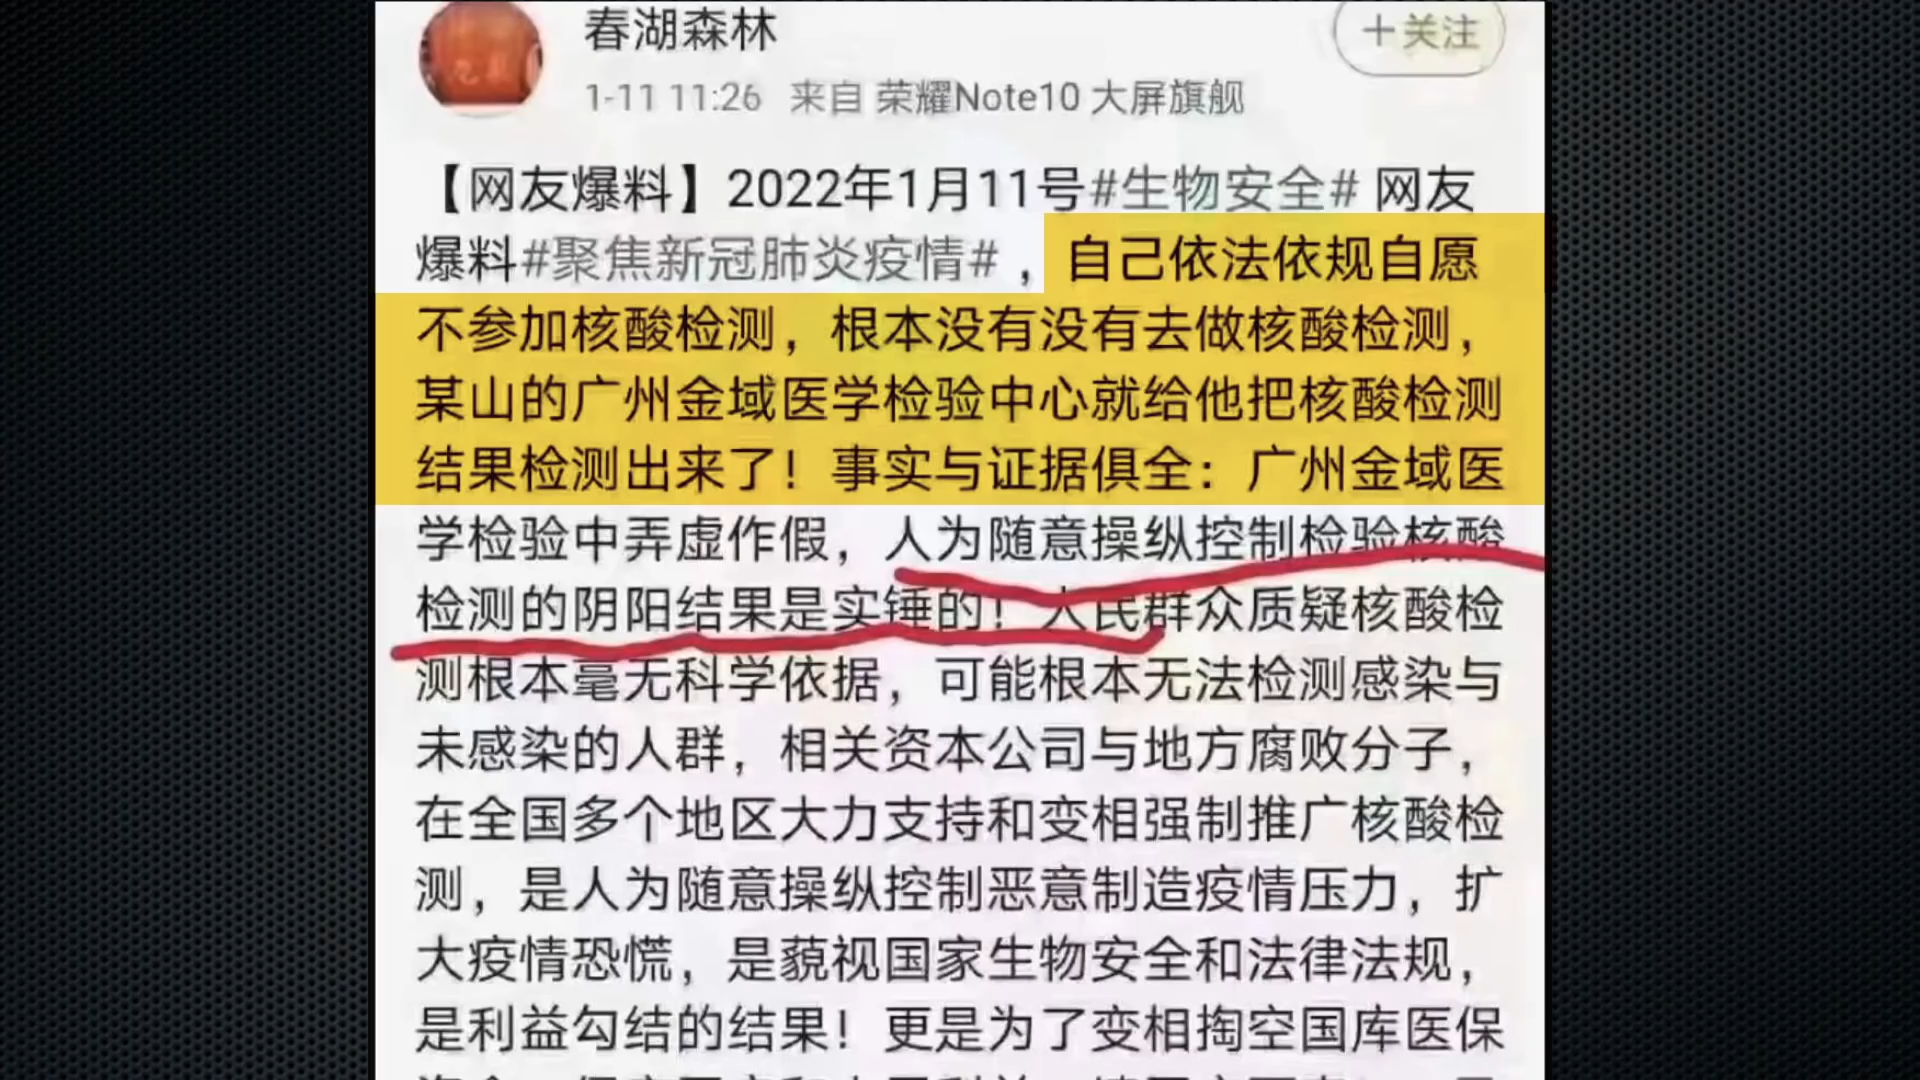 春湖森林
+关注
1-11 11:26 来自 荣耀Note10 大屏旗舰
【网友爆料】2022年1月11号#生物安全# 网友
爆料#聚焦新冠肺炎疫情#，自己依法依规自愿
不参加核酸检测，根本没有没有去做核酸检测，
某山的广州金域医学检验中心就给他把核酸检测
结果检测出来了！事实与证据俱全：广州金域医
学检验中弄虚作假，人为随意操纵控制检验核酸
检测的阴阳结果是实锤的！人民群众质疑核酸检
测根本毫无科学依据，可能根本无法检测感染与
未感染的人群，相关资本公司与地方腐败分子，
在全国多个地区大力支持和变相强制推广核酸检
测，是人为随意操纵控制恶意制造疫情压力，扩
大疫情恐慌，是藐视国家生物安全和法律法规，
是利益勾结的结果！更是为了变相掏空国库医保